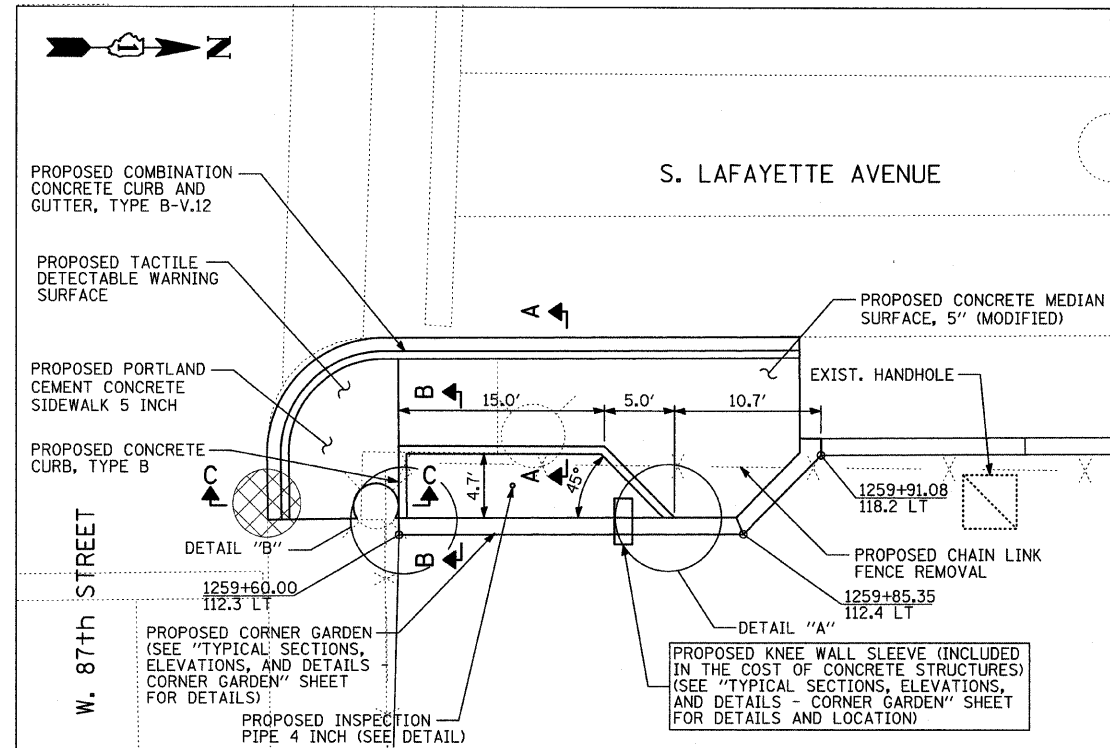 N
S. LAFAYETTE AVENUE
PROPOSED COMBINATION
CONCRETE CURB AND
GUTTER, TYPE B-V.12
PROPOSED TACTILE
DETECTABLE WARNING
SURFACE
PROPOSED PORTLAND
CEMENT CONCRETE
SIDEWALK 5 INCH
PROPOSED CONCRETE
CURB, TYPE B
A
PROPOSED CONCRETE MEDIAN
SURFACE, 5" (MODIFIED)
EXIST. HANDHOLE
B
15.0'
5.0'
10.7'
C
C
4.7'
A
45°
1259+91.08
118.2 LT
DETAIL "B"
B
PROPOSED CHAIN LINK
FENCE REMOVAL
1259+60.00
112.3 LT
1259+85.35
112.4 LT
DETAIL "A"
W. 87th STREET
PROPOSED CORNER GARDEN
(SEE "TYPICAL SECTIONS,
ELEVATIONS, AND DETAILS -
CORNER GARDEN" SHEET
FOR DETAILS)
PROPOSED INSPECTION
PIPE 4 INCH (SEE DETAIL)
PROPOSED KNEE WALL SLEEVE (INCLUDED
IN THE COST OF CONCRETE STRUCTURES)
(SEE "TYPICAL SECTIONS, ELEVATIONS,
AND DETAILS - CORNER GARDEN" SHEET
FOR DETAILS AND LOCATION)